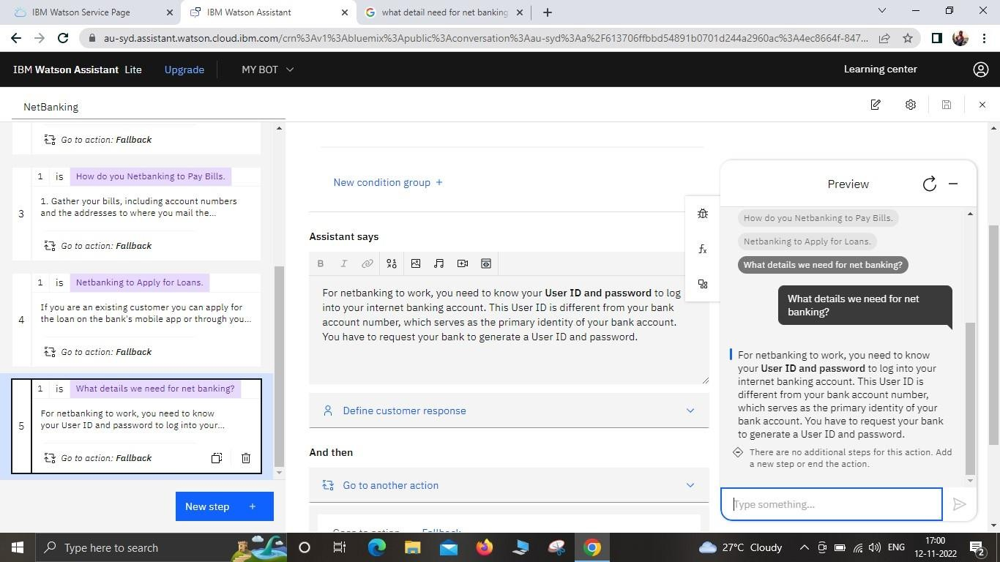 IBM Watson Service Page
IBM Watson Assistant
what detail need for net banking
au-syd.assistant.watson.cloud.ibm.com/crn%3Av1%3Abluemix%3Apublic%3Aconversation%3Aau-syd%3Aa%2F613706ffbbd54891b0701d244a2960ac%3A4ec8664f-847...
IBM Watson Assistant Lite
Upgrade
MY BOT
Learning center
NetBanking
Go to action: Fallback
3
1 is How do you Netbanking to Pay Bills.
1. Gather your bills, including account numbers
and the addresses to where you mail the...
Go to action: Fallback
4
1 is Netbanking to Apply for Loans.
If you are an existing customer you can apply for
the loan on the bank's mobile app or through you...
Go to action: Fallback
5
1 is What details we need for net banking?
For netbanking to work, you need to know
your User ID and password to log into your...
Go to action: Fallback
New step +
New condition group +
Assistant says
B I
For netbanking to work, you need to know your User ID and password to log
into your internet banking account. This User ID is different from your bank
account number, which serves as the primary identity of your bank account.
You have to request your bank to generate a User ID and password.
Define customer response
And then
Go to another action
Goes to action Fallback
fx
Preview
How do you Netbanking to Pay Bills.
Netbanking to Apply for Loans.
What details we need for net banking?
What details we need for net
banking?
For netbanking to work, you need to know
your User ID and password to log into your
internet banking account. This User ID is
different from your bank account number,
which serves as the primary identity of your
bank account. You have to request your bank
to generate a User ID and password.
There are no additional steps for this action. Add
a new step or end the action.
Type something...
Type here to search
27°C Cloudy
ENG
17:00
12-11-2022
2